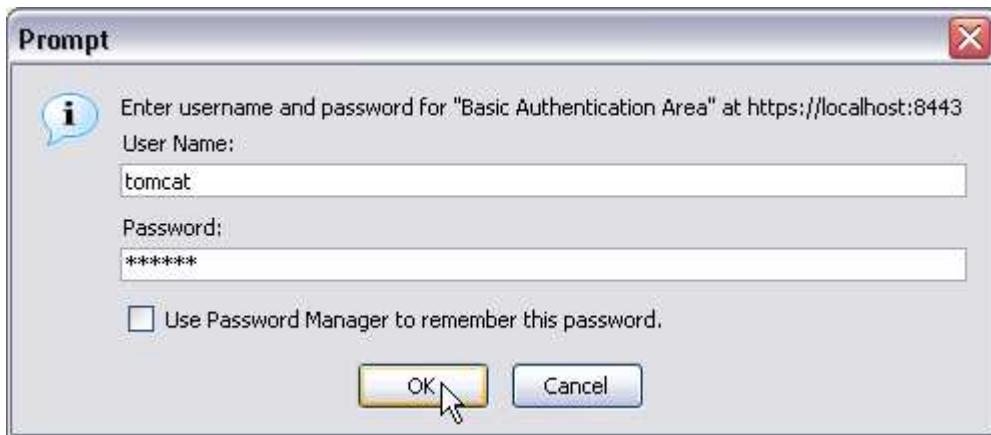 Prompt
Enter username and password for "Basic Authentication Area" at https://localhost:8443
User Name:
tomcat
Password:
******
Use Password Manager to remember this password.
OK
Cancel